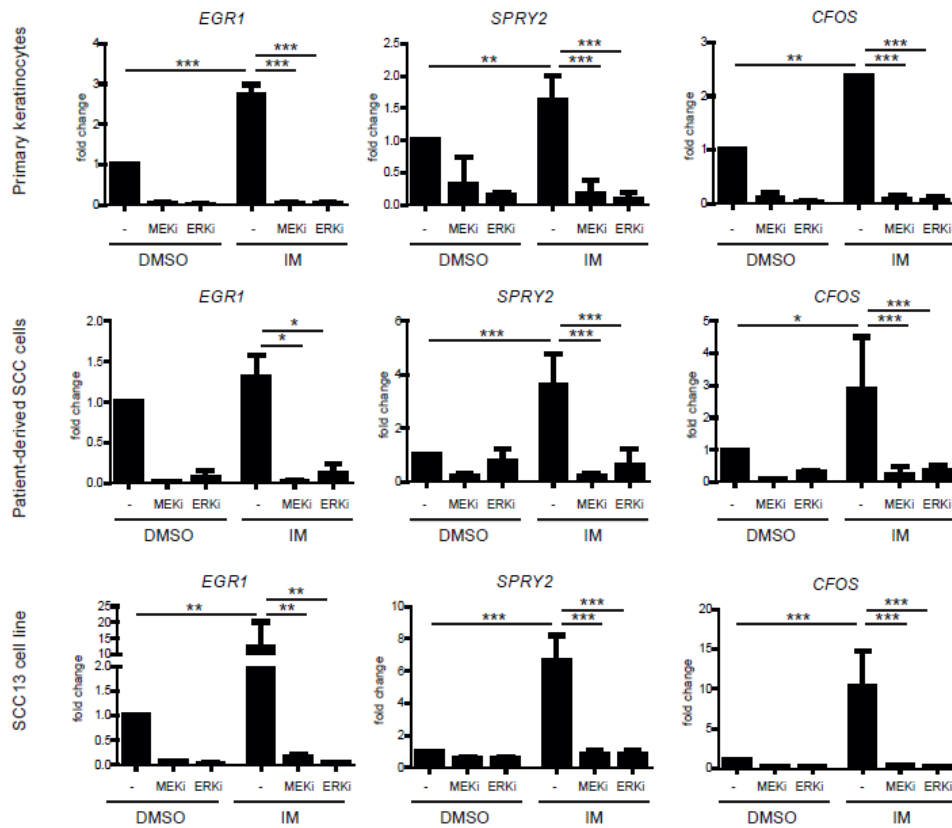 EGR1 SPRY2 CFOS
Primary keratinocytes
fold change
4
3
2
1
0
***
***
***
- MEKi ERKi - MEKi ERKi
DMSO IM
fold change
2.5
2.0
1.5
1.0
0.5
0.0
**
***
***
- MEKi ERKi - MEKi ERKi
DMSO IM
fold change
3
2
1
0
**
***
***
- MEKi ERKi - MEKi ERKi
DMSO IM
EGR1 SPRY2 CFOS
Patient-derived SCC cells
fold change
2.0
1.5
1.0
0.5
0.0
*
*
- MEKi ERKi - MEKi ERKi
DMSO IM
fold change
6
4
2
0
***
***
***
- MEKi ERKi - MEKi ERKi
DMSO IM
fold change
5
4
3
2
1
0
*
***
***
- MEKi ERKi - MEKi ERKi
DMSO IM
EGR1 SPRY2 CFOS
SCC13 cell line
fold change
25
20
15
10
5
2.0
1.5
1.0
0.5
0.0
**
**
**
- MEKi ERKi - MEKi ERKi
DMSO IM
fold change
10
8
6
4
2
0
***
***
***
- MEKi ERKi - MEKi ERKi
DMSO IM
fold change
20
15
10
5
0
***
***
***
- MEKi ERKi - MEKi ERKi
DMSO IM